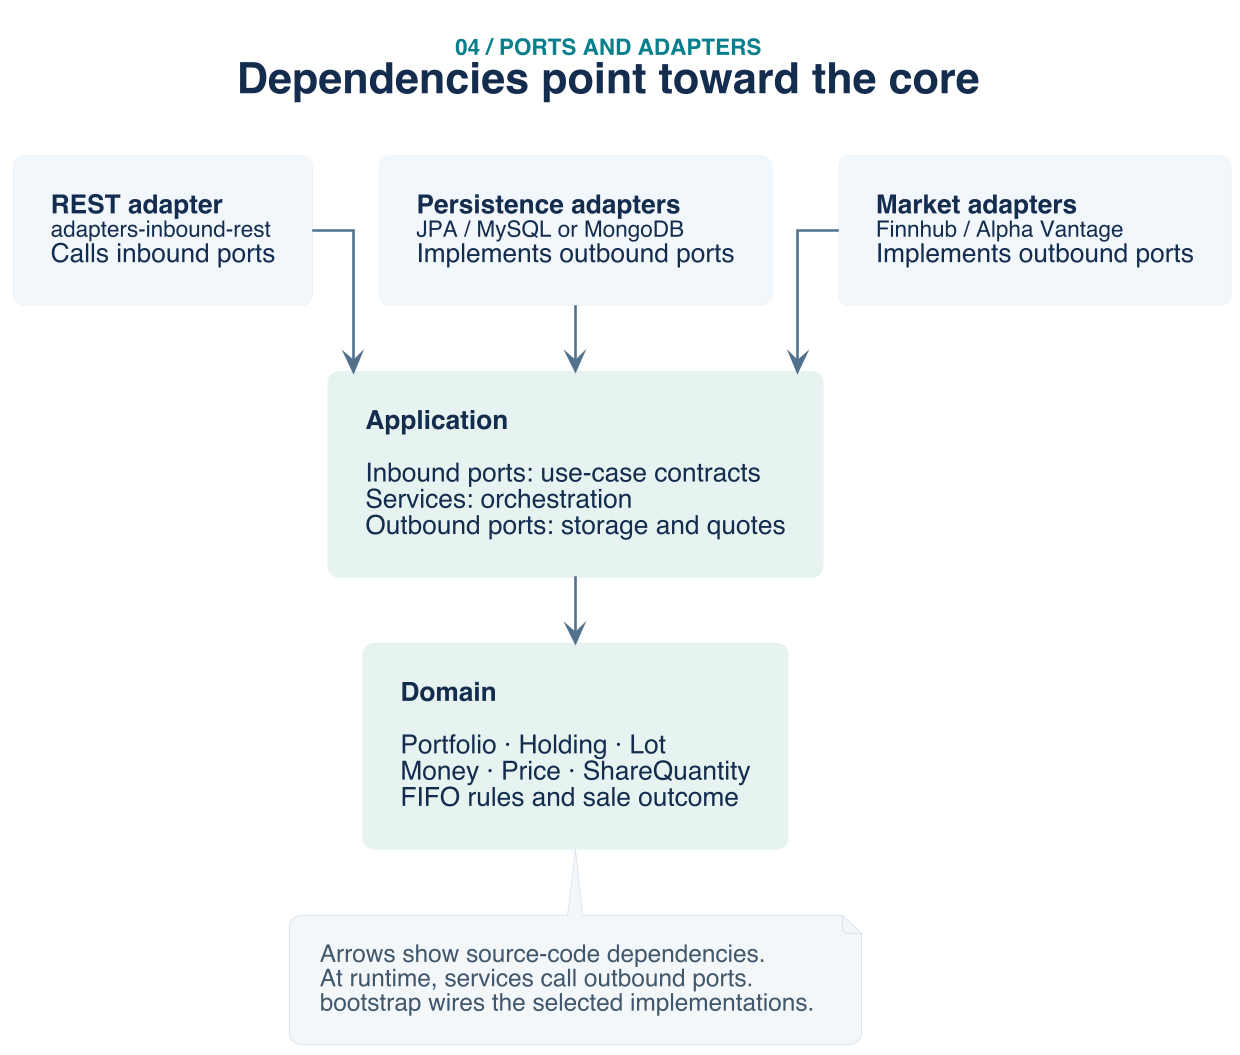 04 / PORTS AND ADAPTERS
Dependencies point toward the core
REST adapter
adapters-inbound-rest
Calls inbound ports
Persistence adapters
JPA / MySQL or MongoDB
Implements outbound ports
Market adapters
Finnhub / Alpha Vantage
Implements outbound ports
Application
Inbound ports: use-case contracts
Services: orchestration
Outbound ports: storage and quotes
Domain
Portfolio · Holding · Lot
Money · Price · ShareQuantity
FIFO rules and sale outcome
Arrows show source-code dependencies.
At runtime, services call outbound ports.
bootstrap wires the selected implementations.